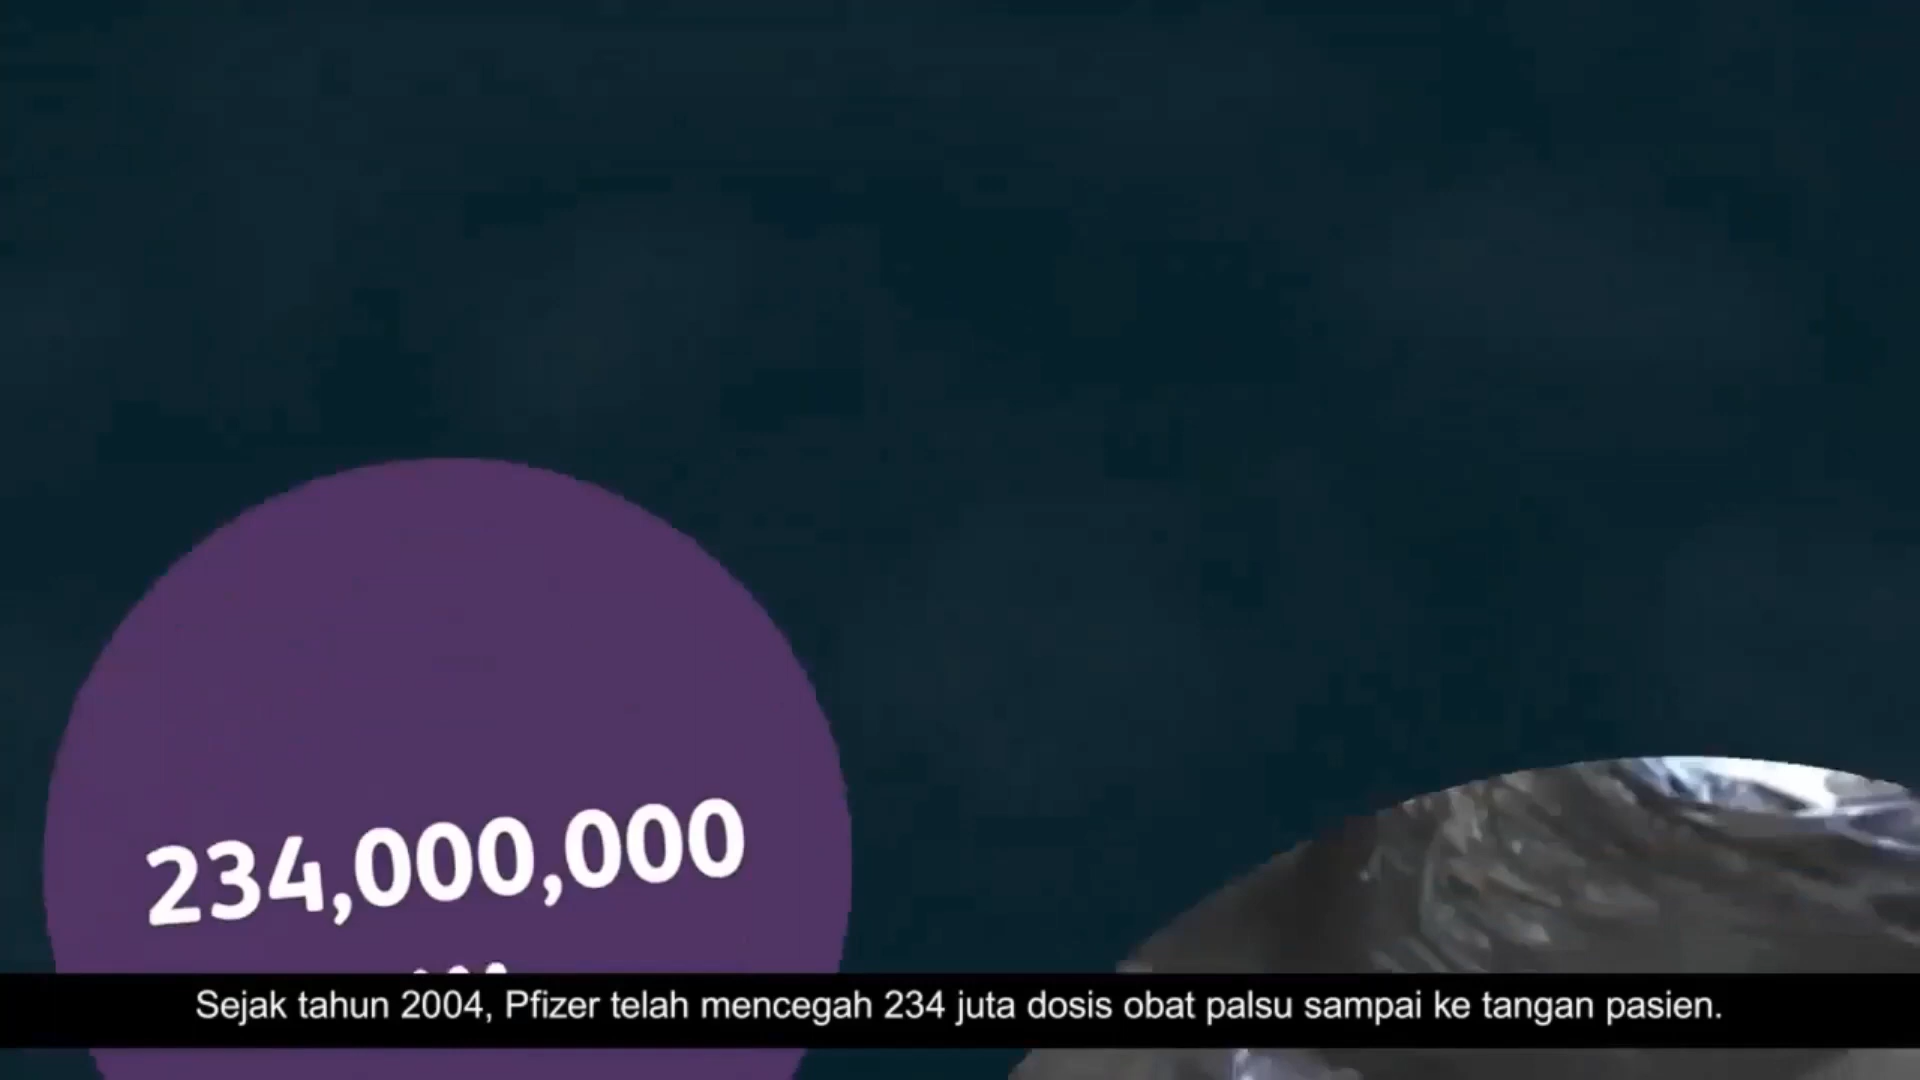 234,000,000
Sejak tahun 2004, Pfizer telah mencegah 234 juta dosis obat palsu sampai ke tangan pasien.